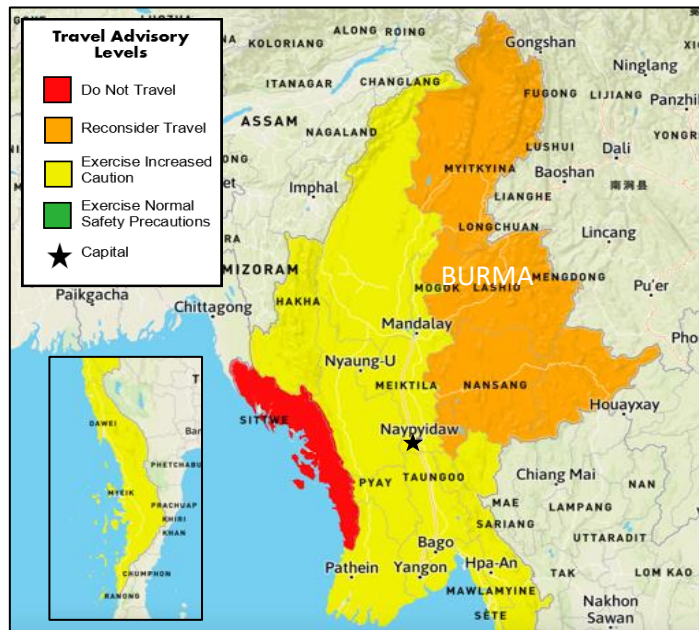 Travel Advisory
Levels
Do Not Travel
Reconsider Travel
Exercise Increased
Caution
Exercise Normal
Safety Precautions
Capital
ALONG
ROING
KOLORIANG
Gongshan
Ninglang
ITANAGAR
CHANGLANG
FUGONG
LIJIANG
Panzhi
ASSAM
NAGALAND
LUSHUI
Dali
YONGR
MYITKYINA
Baoshan
Imphal
LIANGHE
南涧县
LONGCHUAN
Lincang
MIZORAM
BURMA
MENGDONG
HAKHA
MOGOK
LASHIO
Pu'er
Paikgacha
Chittagong
Mandalay
Pho
Nyaung-U
MEIKTILA
NANSANG
SITTWE
Houayxay
Naypyidaw
DAWEI
Chiang Mai
NAN
PHETCHABU
PYAY
TAUNGOO
MAE
SARIANG
LAMPANG
MYEIK
PRACHUAP
KHIRI
KHAN
UTTARADIT
Bago
Pathein
Yangon
Hpa-An
TAK
LOM KAO
CHUMPHON
MAWLAMYINE
RANONG
SÈTE
Nakhon
Sawan